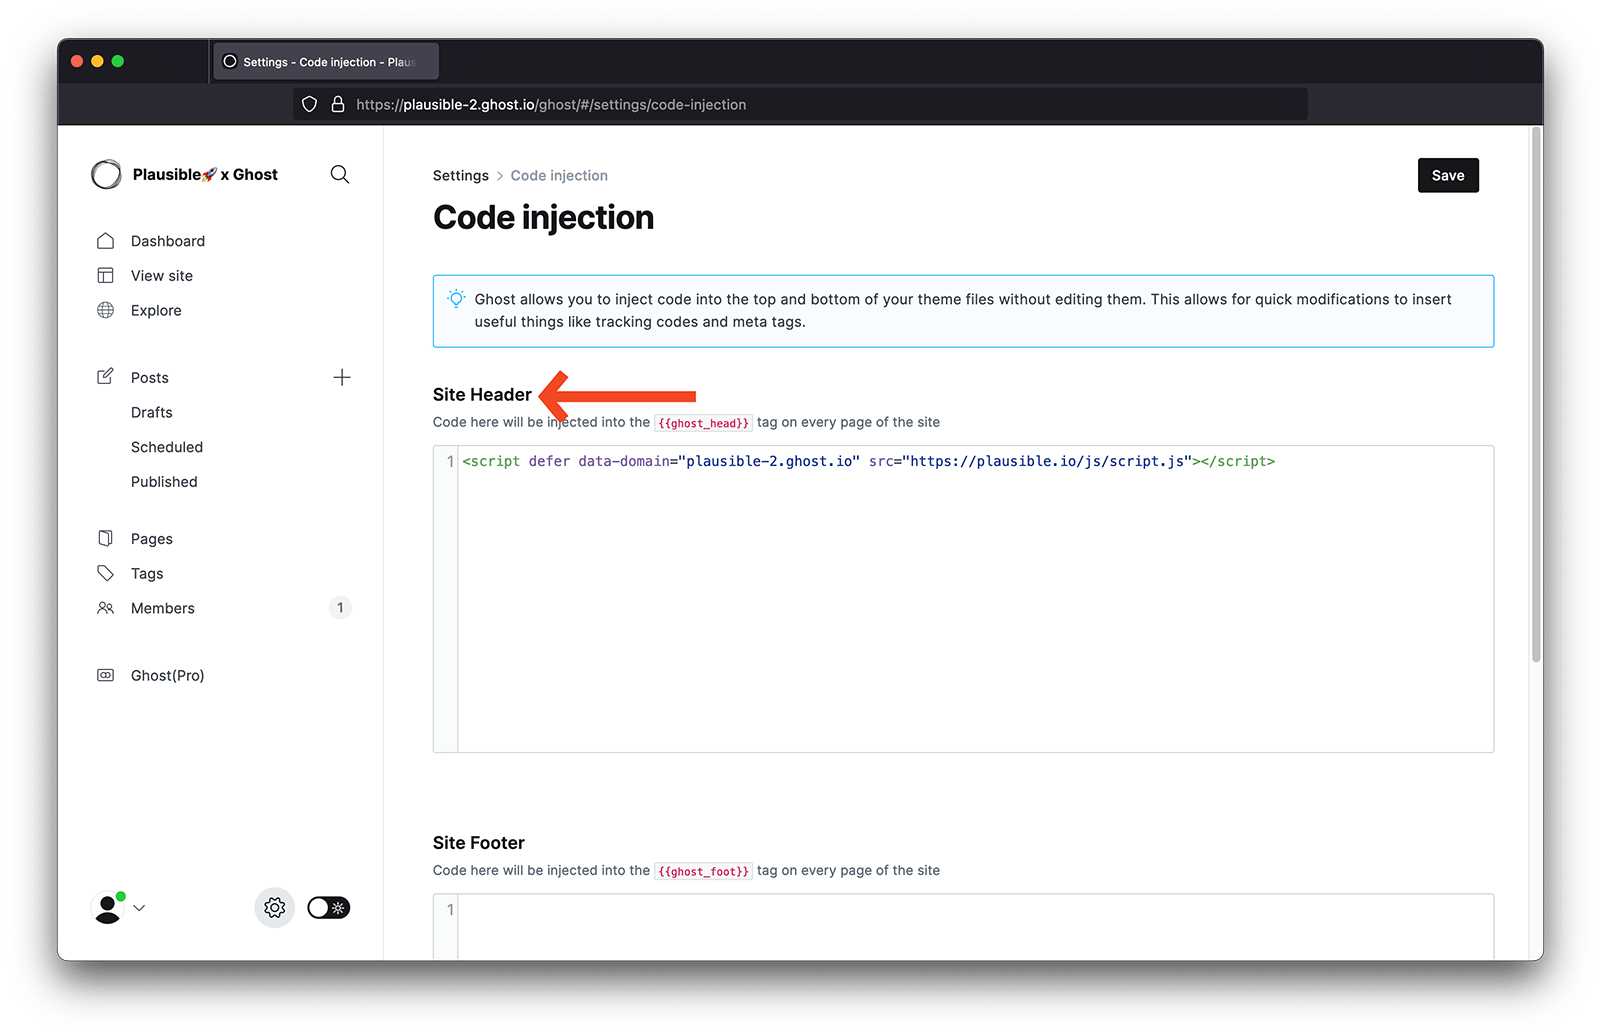 Settings - Code injection - Plaus
https://plausible-2.ghost.io/ghost/#/settings/code-injection
Plausible🚀 x Ghost
Dashboard
View site
Explore
Posts
Drafts
Scheduled
Published
Pages
Tags
Members 1
Ghost(Pro)
Settings > Code injection
Save
Code injection
Ghost allows you to inject code into the top and bottom of your theme files without editing them. This allows for quick modifications to insert
useful things like tracking codes and meta tags.
Site Header
Code here will be injected into the {{ghost_head}} tag on every page of the site
1 <script defer data-domain="plausible-2.ghost.io" src="https://plausible.io/js/script.js"></script>
Site Footer
Code here will be injected into the {{ghost_foot}} tag on every page of the site
1